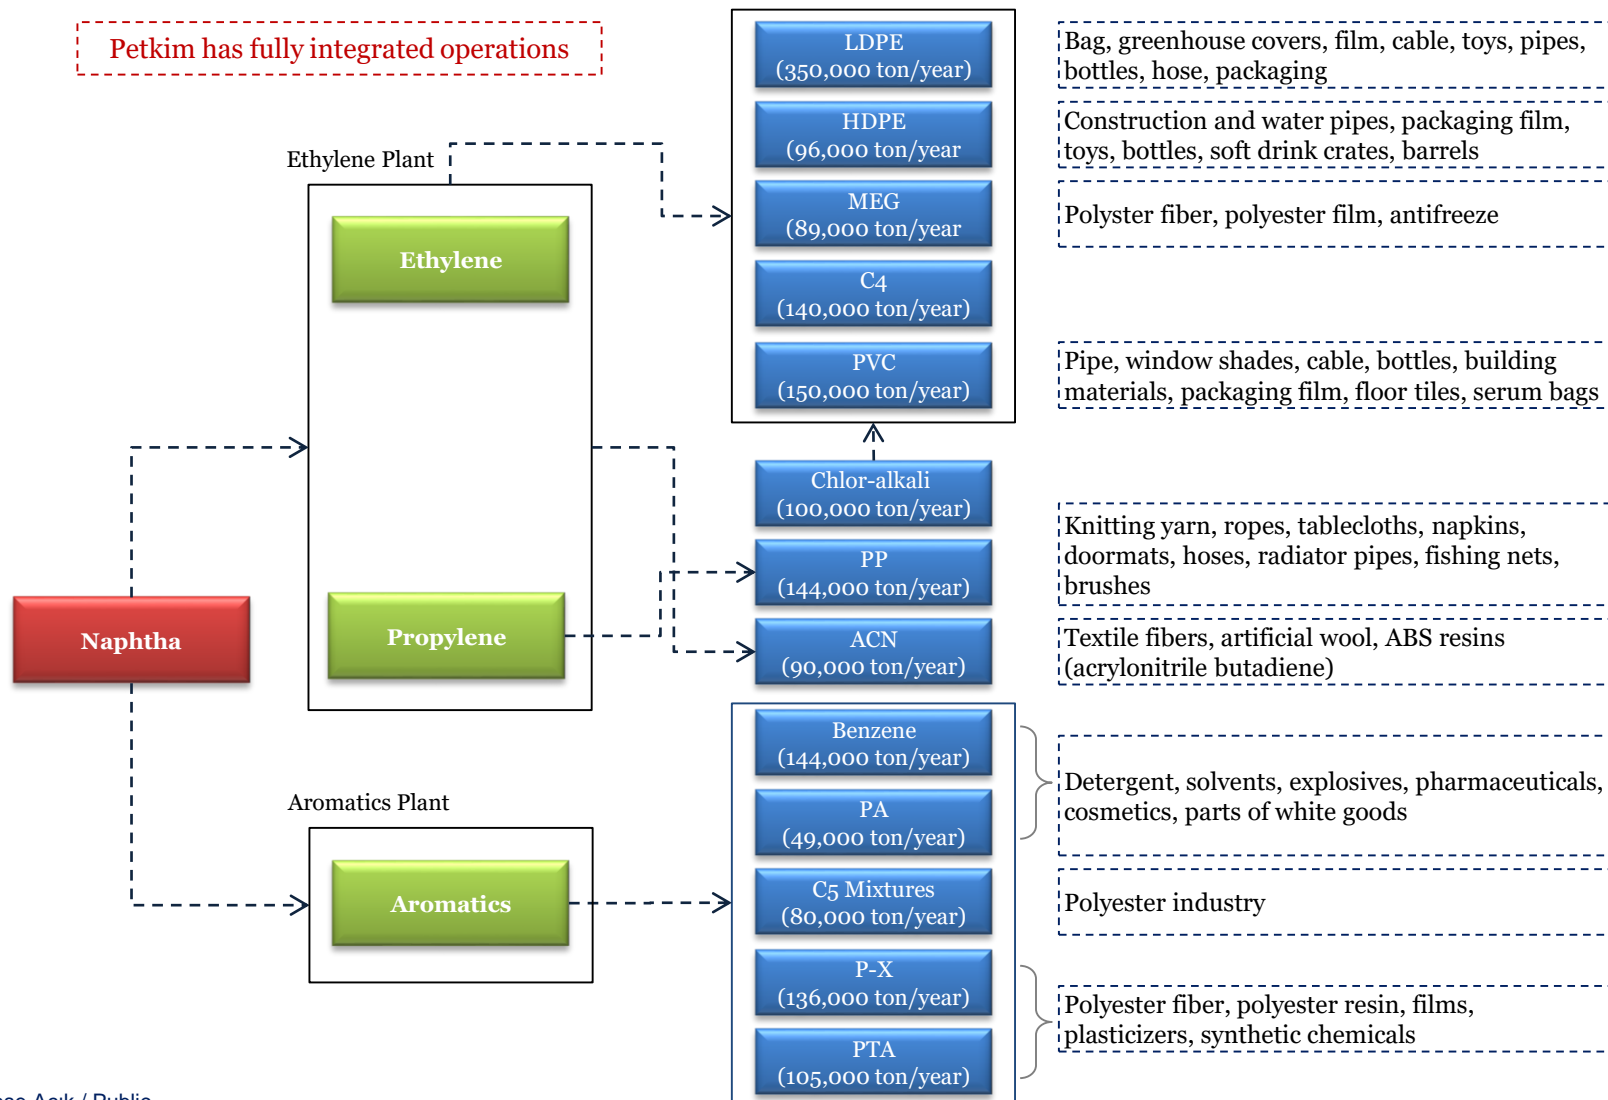 Petkim has fully integrated operations
LDPE
(350,000 ton/year)
Bag, greenhouse covers, film, cable, toys, pipes,
bottles, hose, packaging
HDPE
(96,000 ton/year
Construction and water pipes, packaging film,
toys, bottles, soft drink crates, barrels
Ethylene Plant
MEG
(89,000 ton/year
Polyster fiber, polyester film, antifreeze
Ethylene
C4
(140,000 ton/year)
PVC
(150,000 ton/year)
Pipe, window shades, cable, bottles, building
materials, packaging film, floor tiles, serum bags
Chlor-alkali
(100,000 ton/year)
PP
(144,000 ton/year)
Knitting yarn, ropes, tablecloths, napkins,
doormats, hoses, radiator pipes, fishing nets,
brushes
Naphtha
Propylene
ACN
(90,000 ton/year)
Textile fibers, artificial wool, ABS resins
(acrylonitrile butadiene)
Benzene
(144,000 ton/year)
Detergent, solvents, explosives, pharmaceuticals,
cosmetics, parts of white goods
Aromatics Plant
PA
(49,000 ton/year)
Aromatics
C5 Mixtures
(80,000 ton/year)
Polyester industry
P-X
(136,000 ton/year)
Polyester fiber, polyester resin, films,
plasticizers, synthetic chemicals
PTA
(105,000 ton/year)
Açık / Public